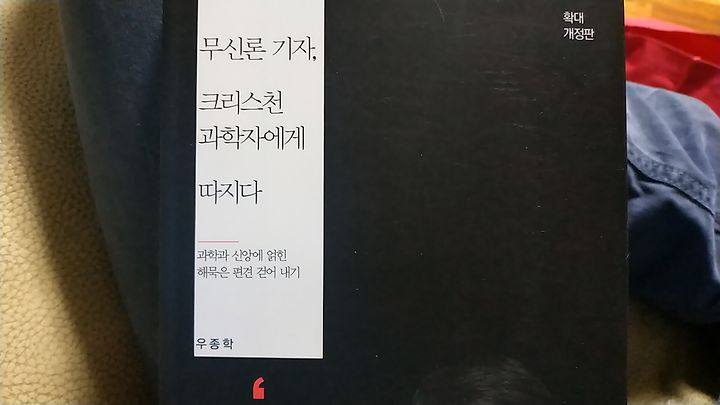 확대
개정판
무신론 기자,
크리스천
과학자에게
따지다
과학과 신앙에 얽힌
해묵은 편견 걷어 내기
우종학